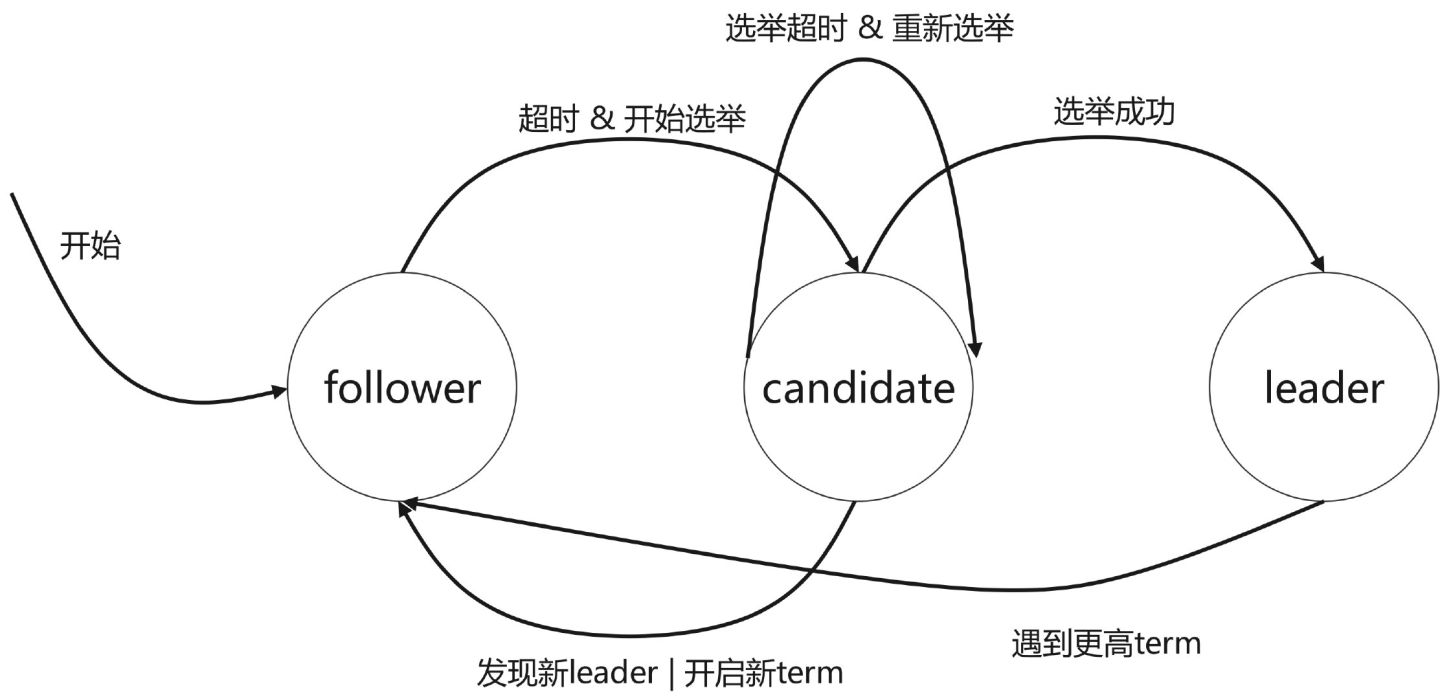 选举超时 & 重新选举
超时 & 开始选举
选举成功
开始
follower
candidate
leader
遇到更高term
发现新leader | 开启新term